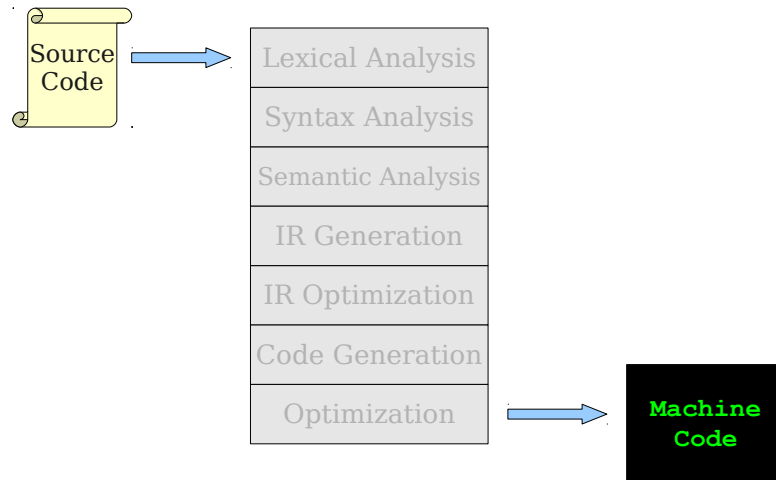 Source
Code
Lexical Analysis
Syntax Analysis
Semantic Analysis
IR Generation
IR Optimization
Code Generation
Optimization
Machine
Code